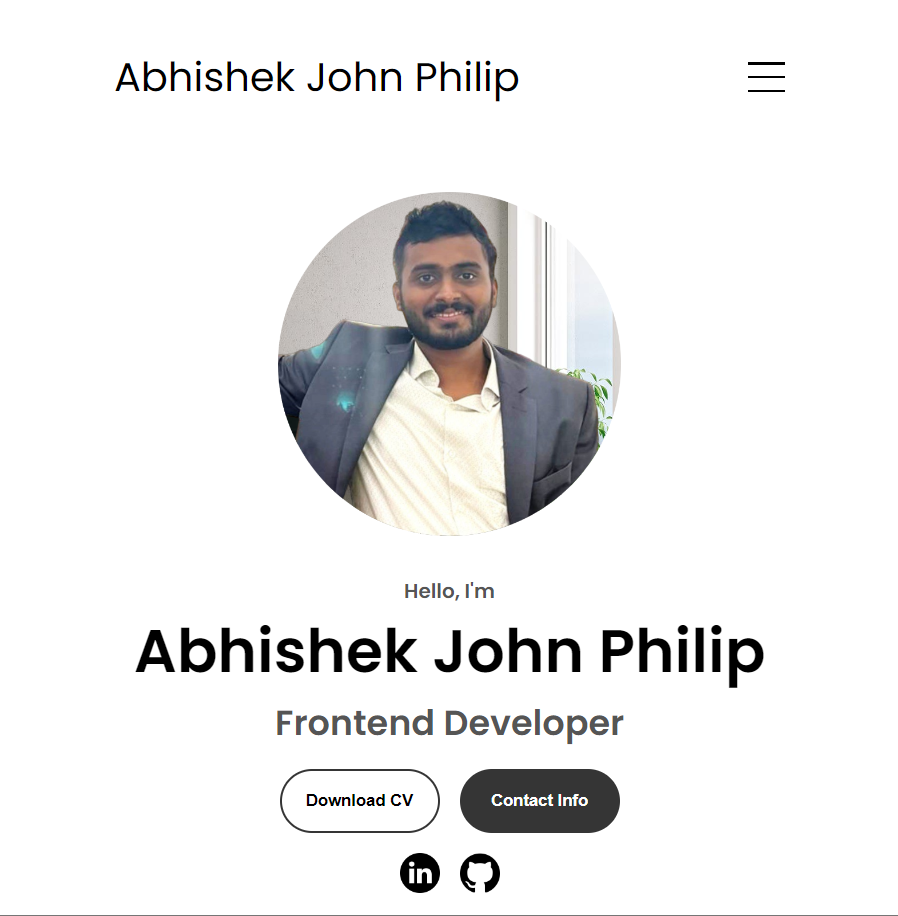 Abhishek John Philip
Hello, I'm
Abhishek John Philip
Frontend Developer
Download CV
Contact Info
in